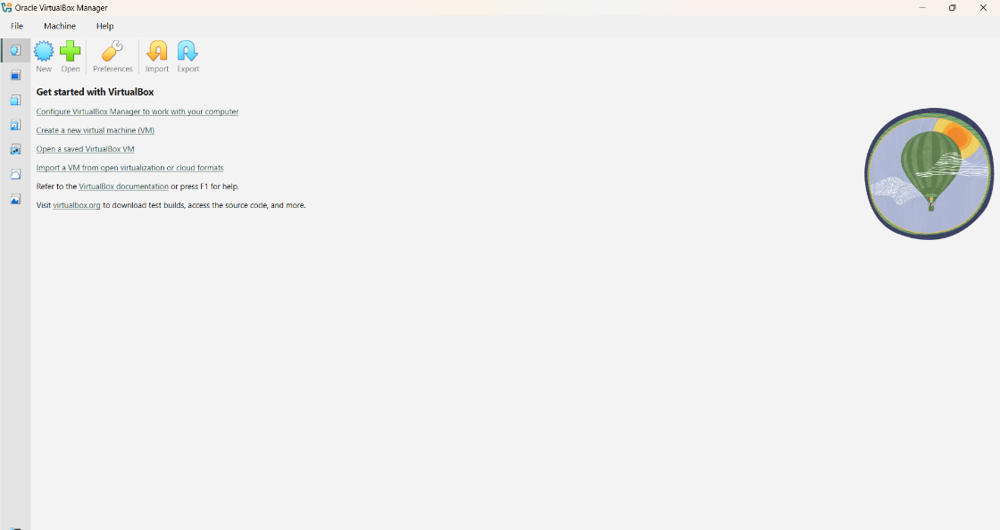 Oracle VirtualBox Manager
File Machine Help
New Open Preferences Import Export
Get started with VirtualBox
Configure VirtualBox Manager to work with your computer
Create a new virtual machine (VM)
Open a saved VirtualBox VM
Import a VM from open virtualization or cloud formats
Refer to the VirtualBox documentation or press F1 for help.
Visit virtualbox.org to download test builds, access the source code, and more.